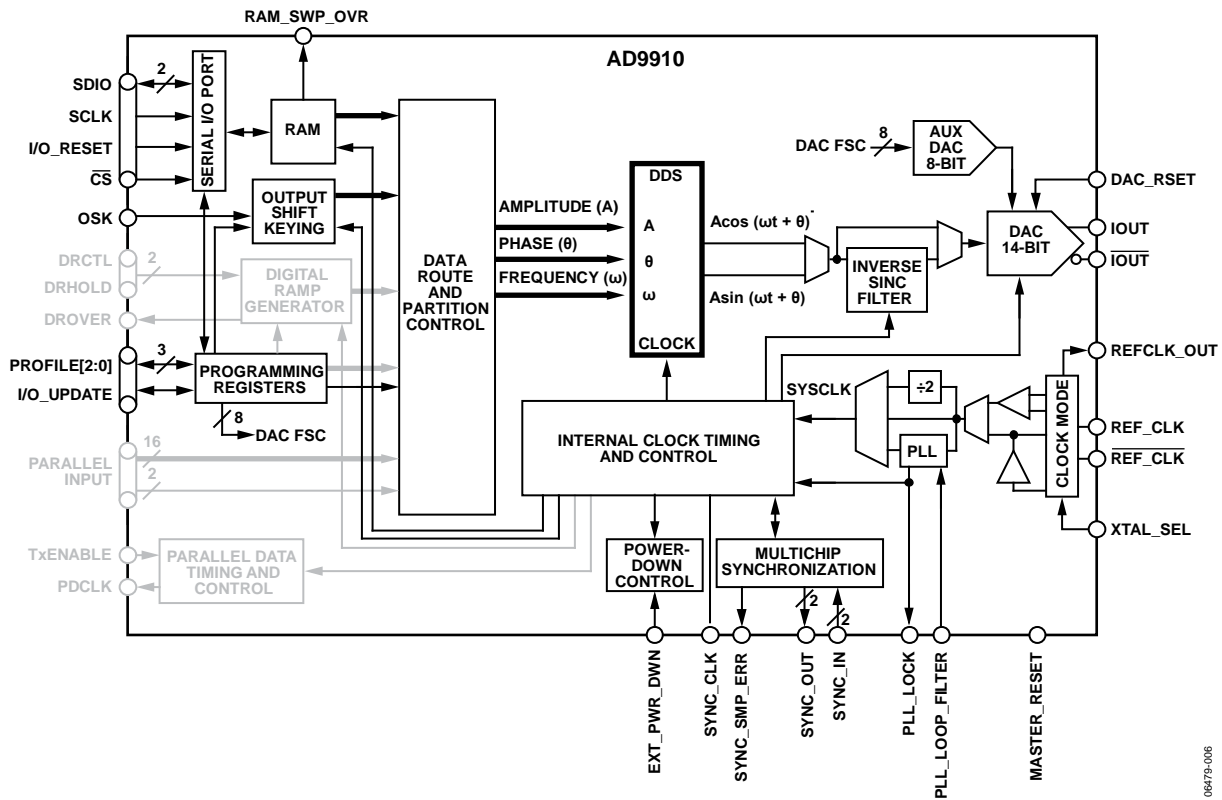 RAM_SWP_OVR
AD9910
SDIO
2
SCLK
I/O_RESET
CS
SERIAL I/O PORT
RAM
OSK
OUTPUT
SHIFT
KEYING
DRCTL
2
DRHOLD
DROVER
DIGITAL
RAMP
GENERATOR
PROFILE[2:0]
3
I/O_UPDATE
PROGRAMMING
REGISTERS
8
DAC FSC
PARALLEL
INPUT
16
2
TxENABLE
PDCLK
PARALLEL DATA
TIMING AND
CONTROL
DATA
ROUTE
AND
PARTITION
CONTROL
AMPLITUDE (A)
PHASE (θ)
FREQUENCY (ω)
DDS
A
θ
ω
CLOCK
Acos (ωt + θ)
Asin (ωt + θ)
INVERSE
SINC
FILTER
DAC FSC
8
AUX
DAC
8-BIT
DAC
14-BIT
DAC_RSET
IOUT
IOUT
REFCLK_OUT
REF_CLK
REF_CLK
XTAL_SEL
CLOCK MODE
SYSCLK
÷2
PLL
INTERNAL CLOCK TIMING
AND CONTROL
POWER-
DOWN
CONTROL
MULTICHIP
SYNCHRONIZATION
2
2
EXT_PWR_DWN
SYNC_CLK
SYNC_SMP_ERR
SYNC_OUT
SYNC_IN
PLL_LOCK
PLL_LOOP_FILTER
MASTER_RESET
06479-006